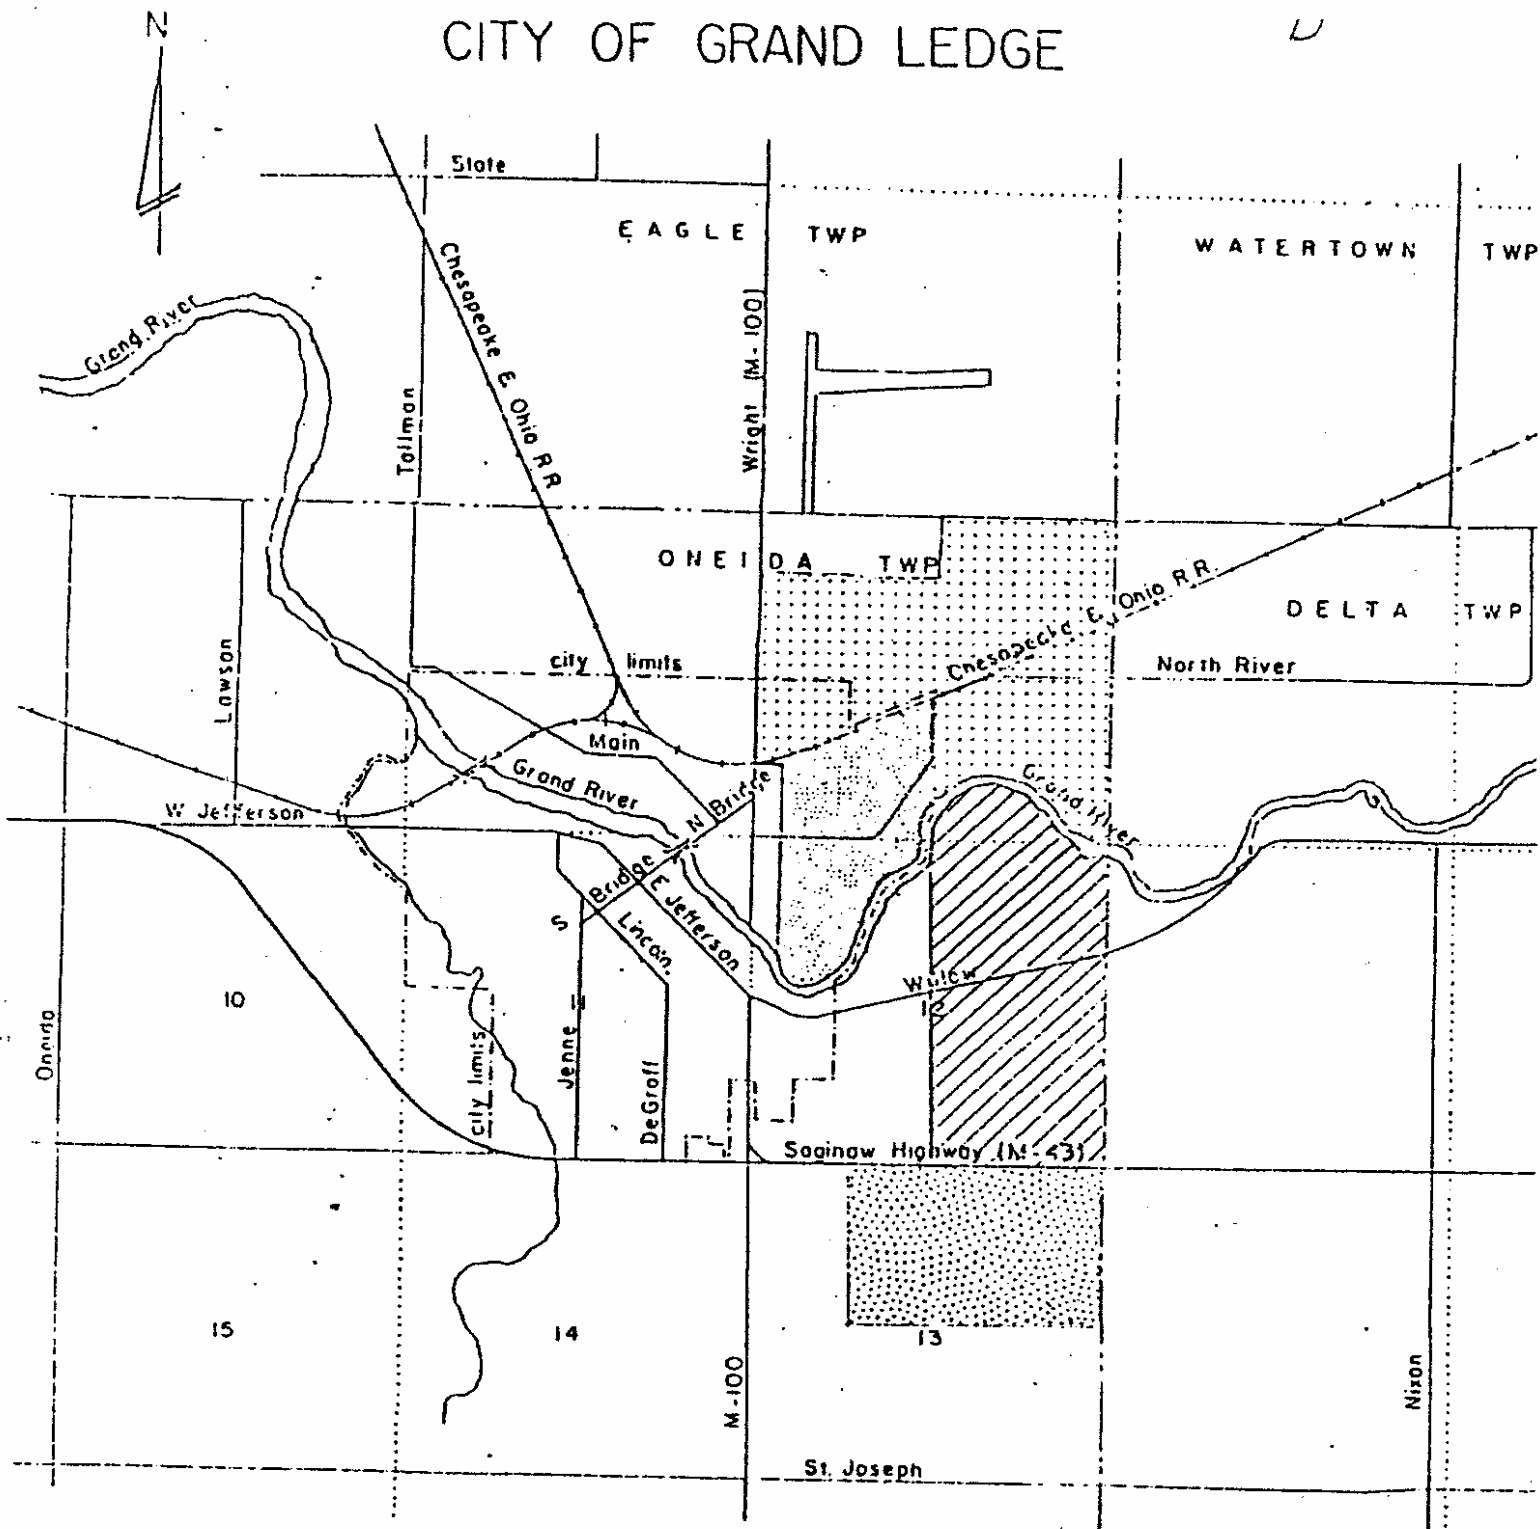 N
CITY OF GRAND LEDGE
State
EAGLE TWP
WATERTOWN TWP
Grand River
Chesapeake & Ohio RR
Wright (M-100)
Tallman
ONEIDA TWP
Chesapeake & Ohio RR.
DELTA TWP
city limits
North River
Lawson
Main
Grand River
Grand River
W Jefferson
N Bridge
S Bridge
E Jefferson
Lincoln
Willow
10
12
Oneida
city limits
Jenne
11
DeGroff
Saginaw Highway (M-43)
15
14
13
M-100
Nixon
St. Joseph